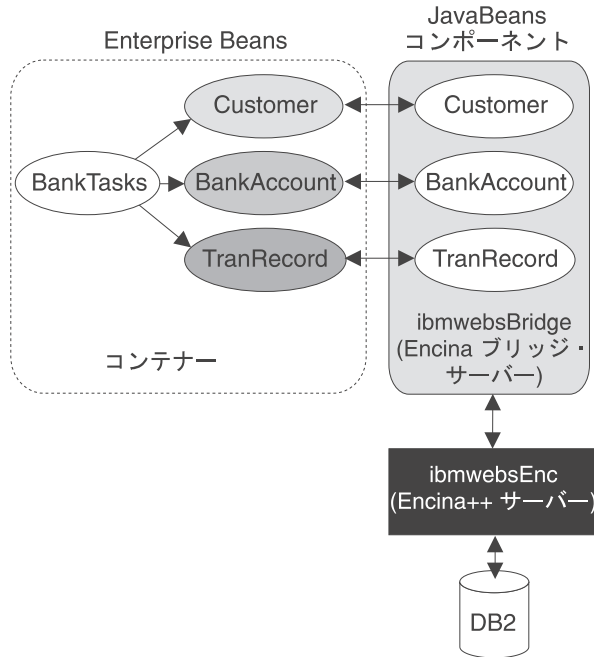 Enterprise Beans
JavaBeans
コンポーネント
Customer
BankTasks
BankAccount
TranRecord
コンテナー
Customer
BankAccount
TranRecord
ibmwebsBridge
(Encina ブリッジ・
サーバー)
ibmwebsEnc
(Encina++ サーバー)
DB2